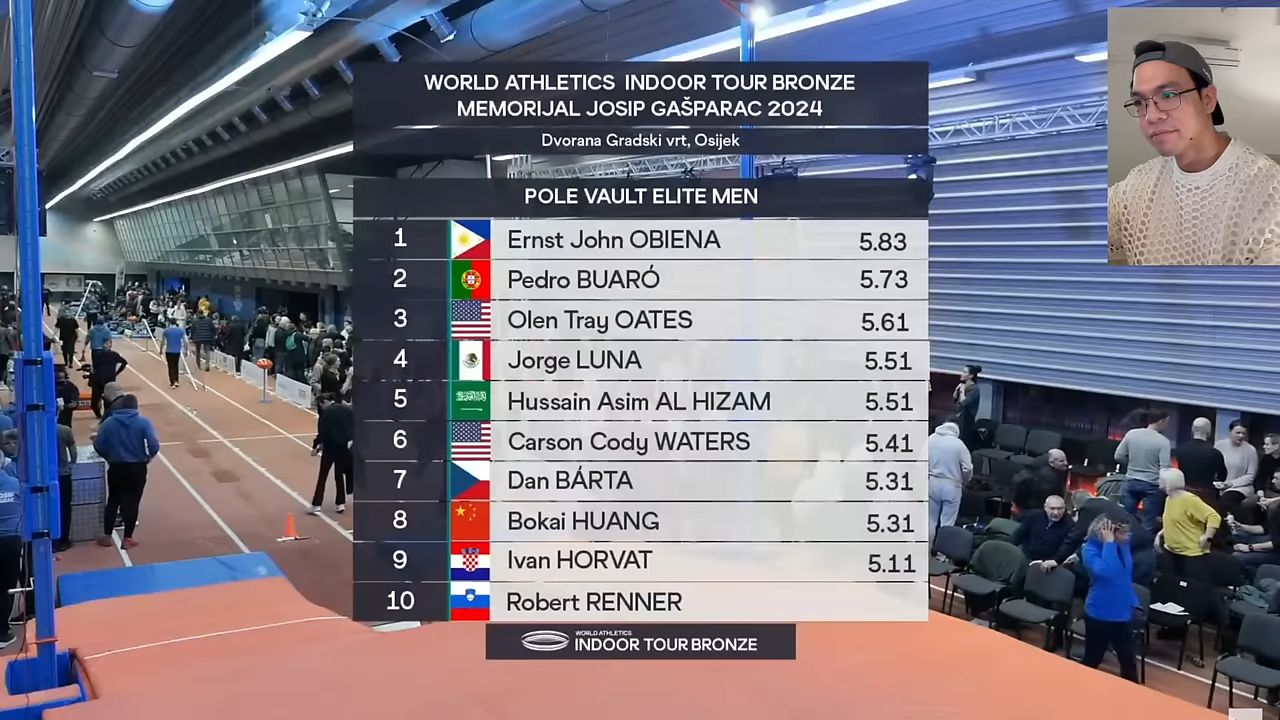 WORLD ATHLETICS INDOOR TOUR BRONZE
MEMORIJAL JOSIP GAŠPARAC 2024
Dvorana Gradski vrt, Osijek
POLE VAULT ELITE MEN
1 Ernst John OBIENA 5.83
2 Pedro BUARÓ 5.73
3 Olen Tray OATES 5.61
4 Jorge LUNA 5.51
5 Hussain Asim AL HIZAM 5.51
6 Carson Cody WATERS 5.41
7 Dan BÁRTA 5.31
8 Bokai HUANG 5.31
9 Ivan HORVAT 5.11
10 Robert RENNER
WORLD ATHLETICS
INDOOR TOUR BRONZE